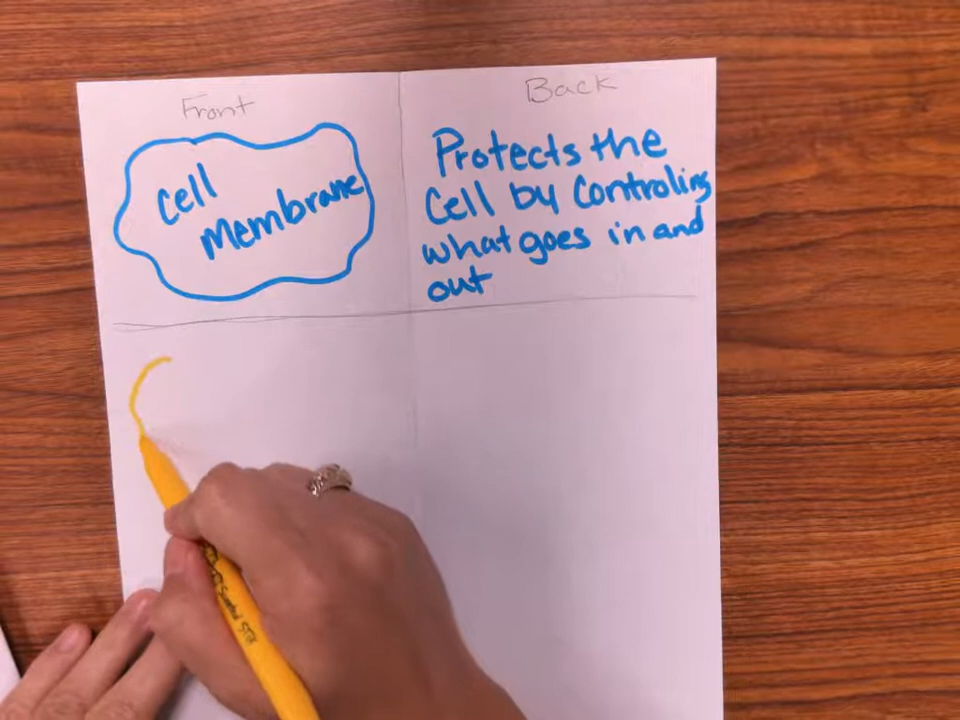 Front
Back
Cell
Membrane
Protects the
Cell by Controling
what goes in and
out